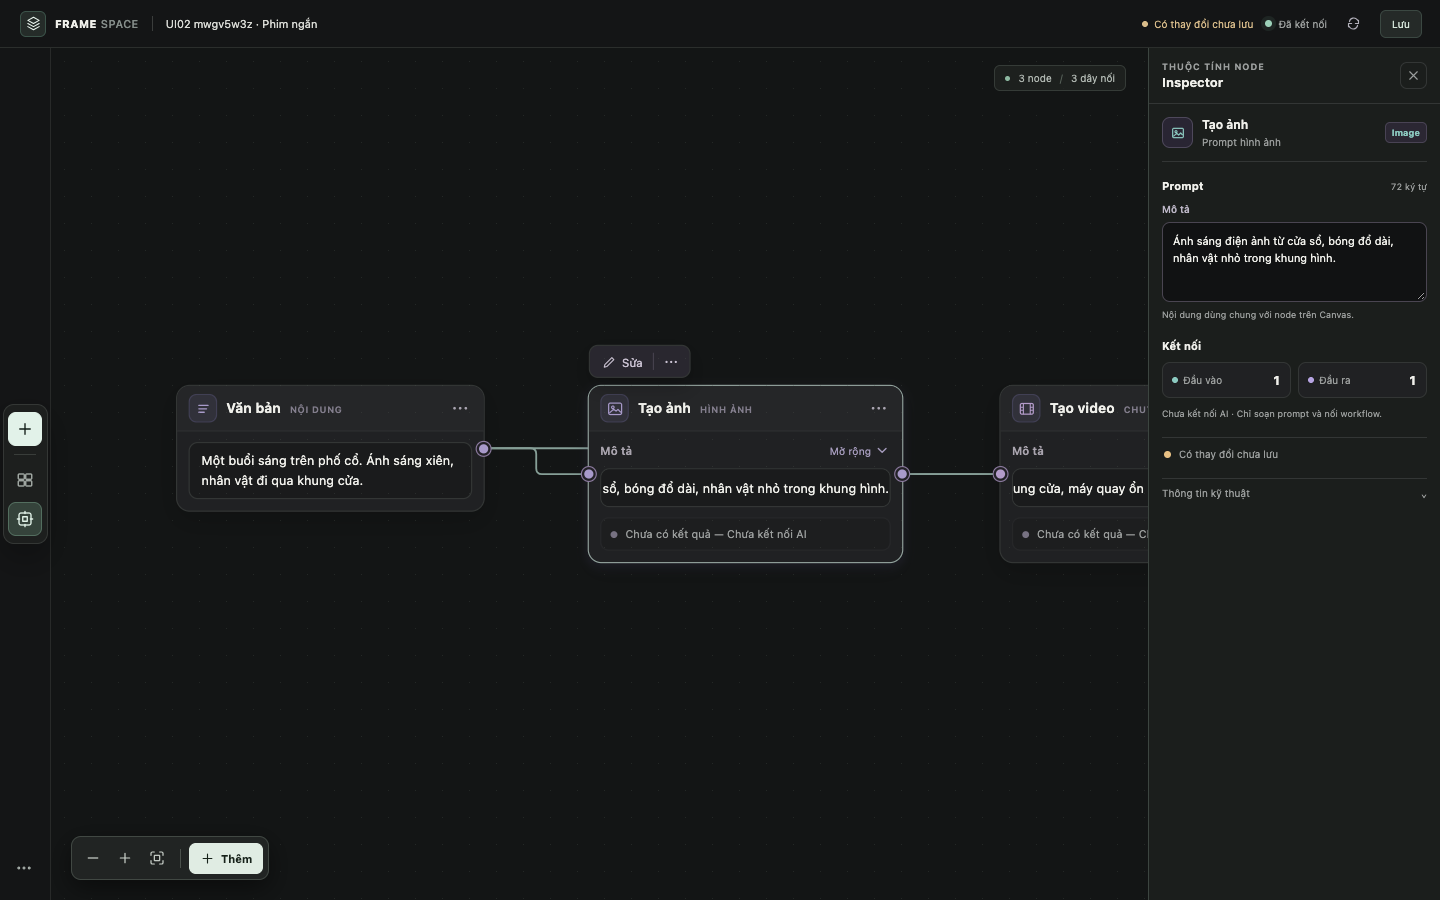 FRAME SPACE
UI02 mwgv5w3z · Phim ngắn
Có thay đổi chưa lưu
Đã kết nối
Lưu
3 node / 3 dây nối
THUỘC TÍNH NODE
Inspector
Tạo ảnh
Prompt hình ảnh
Image
Prompt
72 ký tự
Mô tả
Ánh sáng điện ảnh từ cửa sổ, bóng đổ dài,
nhân vật nhỏ trong khung hình.
Nội dung dùng chung với node trên Canvas.
Kết nối
Đầu vào 1
Đầu ra 1
Chưa kết nối AI · Chỉ soạn prompt và nối workflow.
Có thay đổi chưa lưu
Thông tin kỹ thuật
Sửa
Văn bản NỘI DUNG
Một buổi sáng trên phố cổ. Ánh sáng xiên,
nhân vật đi qua khung cửa.
Tạo ảnh HÌNH ẢNH
Mô tả
Mở rộng
sổ, bóng đổ dài, nhân vật nhỏ trong khung hình.
Chưa có kết quả — Chưa kết nối AI
Tạo video
Mô tả
ung cửa, máy quay ổn
Chưa có kết quả —
Thêm